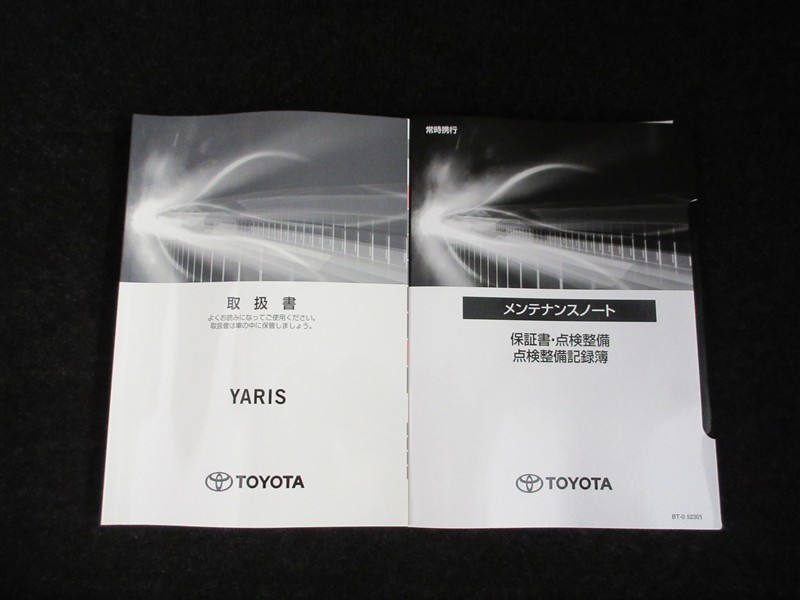 取扱書
よくお読みになってご使用ください。
取扱書は車の中に保管しましょう。
YARIS
TOYOTA
常時携行
メンテナンスノート
保証書・点検整備
点検整備記録簿
TOYOTA
BT-0 52301